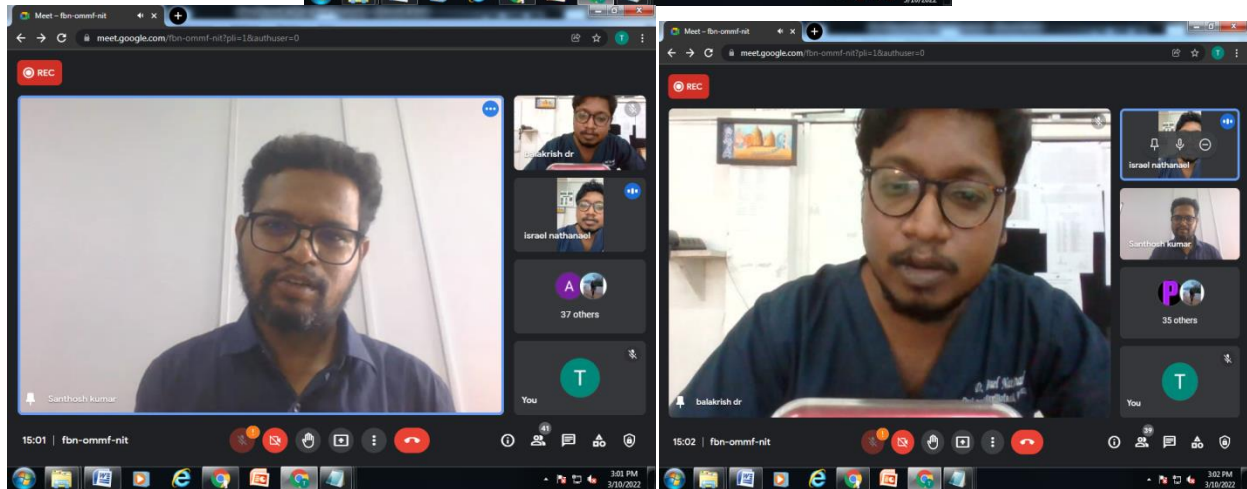 3/10/2022
Meet – fbn-ommf-nit
meet.google.com/fbn-ommf-nit?pli=1&authuser=0
T
REC
balakrish dr
israel nathanael
A
37 others
T
You
Santhosh kumar
15:01 | fbn-ommf-nit
41
3:01 PM
3/10/2022
Meet – fbn-ommf-nit
meet.google.com/fbn-ommf-nit?pli=1&authuser=0
T
REC
israel nathanael
Santhosh kumar
P
35 others
T
You
balakrish dr
15:02 | fbn-ommf-nit
39
3:02 PM
3/10/2022